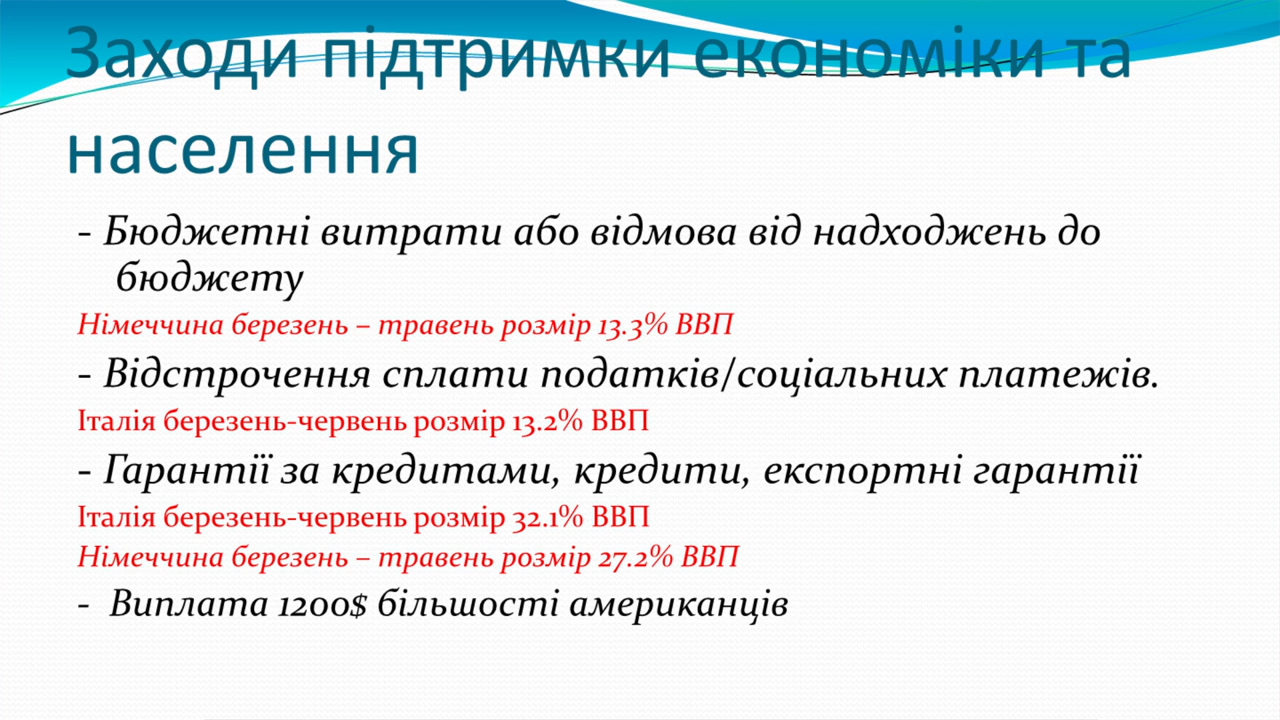 Заходи підтримки економіки та
населення
- Бюджетні витрати або відмова від надходжень до
бюджету
Німеччина березень – травень розмір 13.3% ВВП
- Відстрочення сплати податків/соціальних платежів.
Італія березень-червень розмір 13.2% ВВП
- Гарантії за кредитами, кредити, експортні гарантії
Італія березень-червень розмір 32.1% ВВП
Німеччина березень – травень розмір 27.2% ВВП
- Виплата 1200$ більшості американців